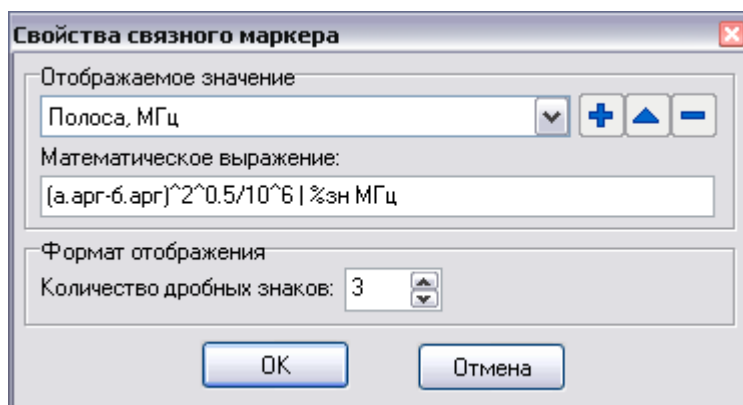 Свойства связного маркера
Отображаемое значение
Полоса, МГц
Математическое выражение:
(а.арг-б.арг)^2^0.5/10^6 | %зн МГц
Формат отображения
Количество дробных знаков: 3
OK Отмена